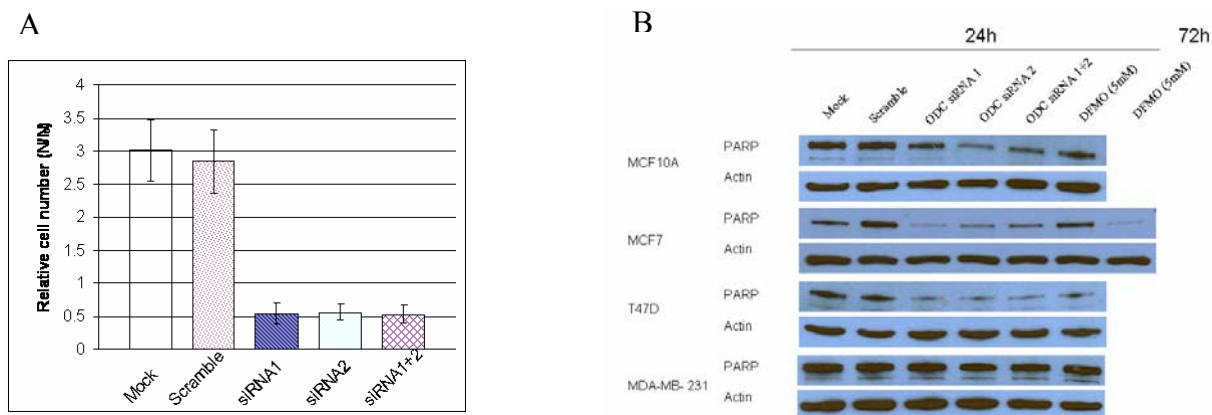 A
Relative cell number (N/N)
4
3.5
3
2.5
2
1.5
1
0.5
0
Mock
Scramble
siRNA1
siRNA2
siRNA1+2
B
24h
72h
Mock
Scramble
ODC siRNA 1
ODC siRNA 2
ODC siRNA 1+2
DFMO (5mM)
DFMO (5mM)
MCF10A
PARP
Actin
MCF7
PARP
Actin
T47D
PARP
Actin
MDA-MB- 231
PARP
Actin